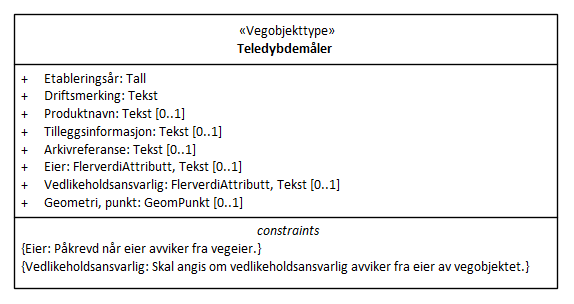 «Vegobjekttype»
Teledybdemåler
+ Etableringsår: Tall
+ Driftsmerking: Tekst
+ Produktnavn: Tekst [0..1]
+ Tilleggsinformasjon: Tekst [0..1]
+ Arkivreferanse: Tekst [0..1]
+ Eier: FlerverdiAttributt, Tekst [0..1]
+ Vedlikeholdsansvarlig: FlerverdiAttributt, Tekst [0..1]
+ Geometri, punkt: GeomPunkt [0..1]
constraints
{Eier: Påkrevd når eier avviker fra vegeier.}
{Vedlikeholdsansvarlig: Skal angis om vedlikeholdsansvarlig avviker fra eier av vegobjektet.}